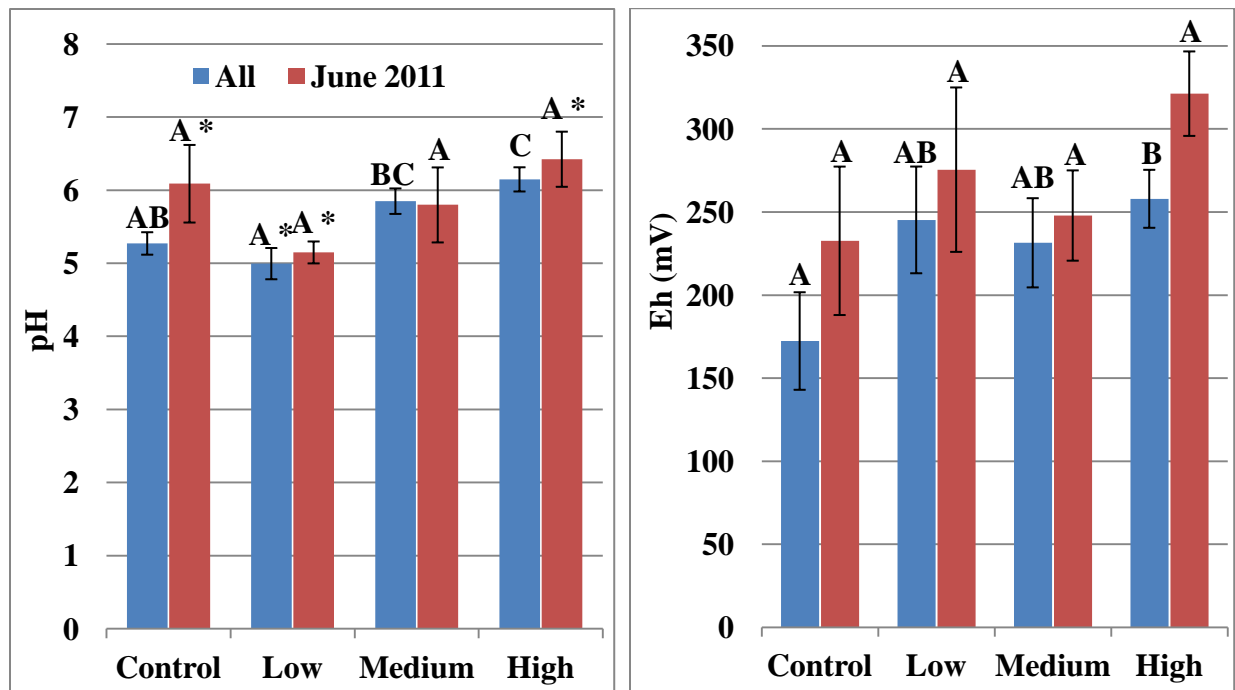 8
7
6
5
4
3
2
1
0
pH
All
June 2011
AB
A *
A *
A *
BC
A
C
A *
Control
Low
Medium
High
350
300
250
200
150
100
50
0
Eh (mV)
A
A
AB
A
AB
A
B
A
Control
Low
Medium
High